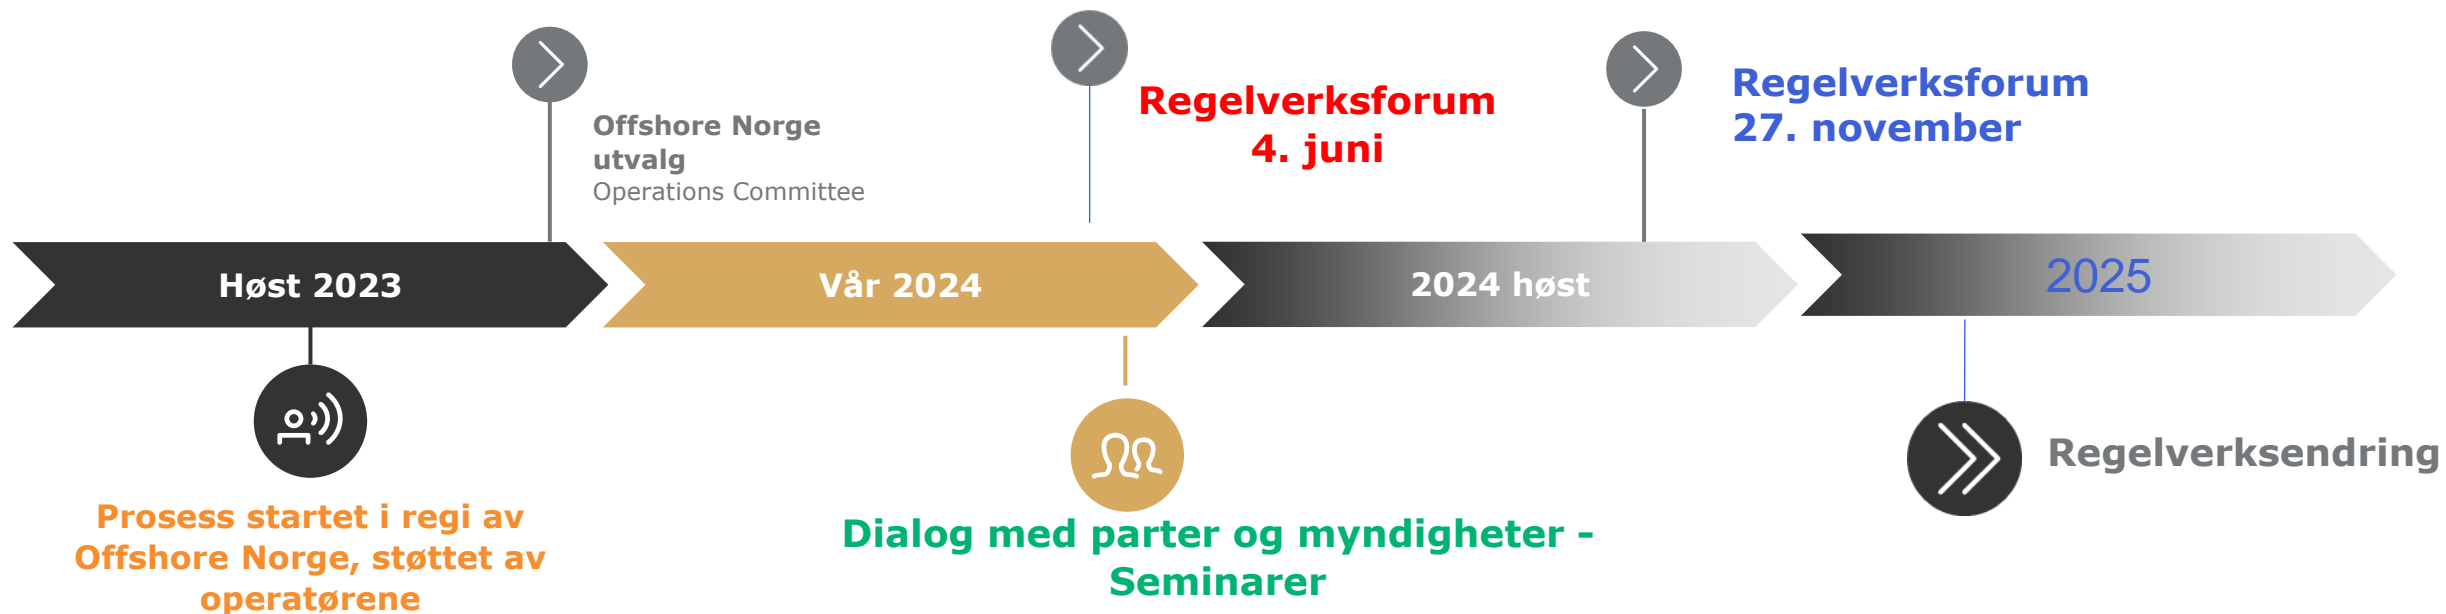 Offshore Norge
utvalg
Operations Committee
Regelverksforum
4. juni
Regelverksforum
27. november
Høst 2023
Vår 2024
2024 høst
2025
Prosess startet i regi av
Offshore Norge, støttet av
operatørene
Dialog med parter og myndigheter -
Seminarer
Regelverksendring